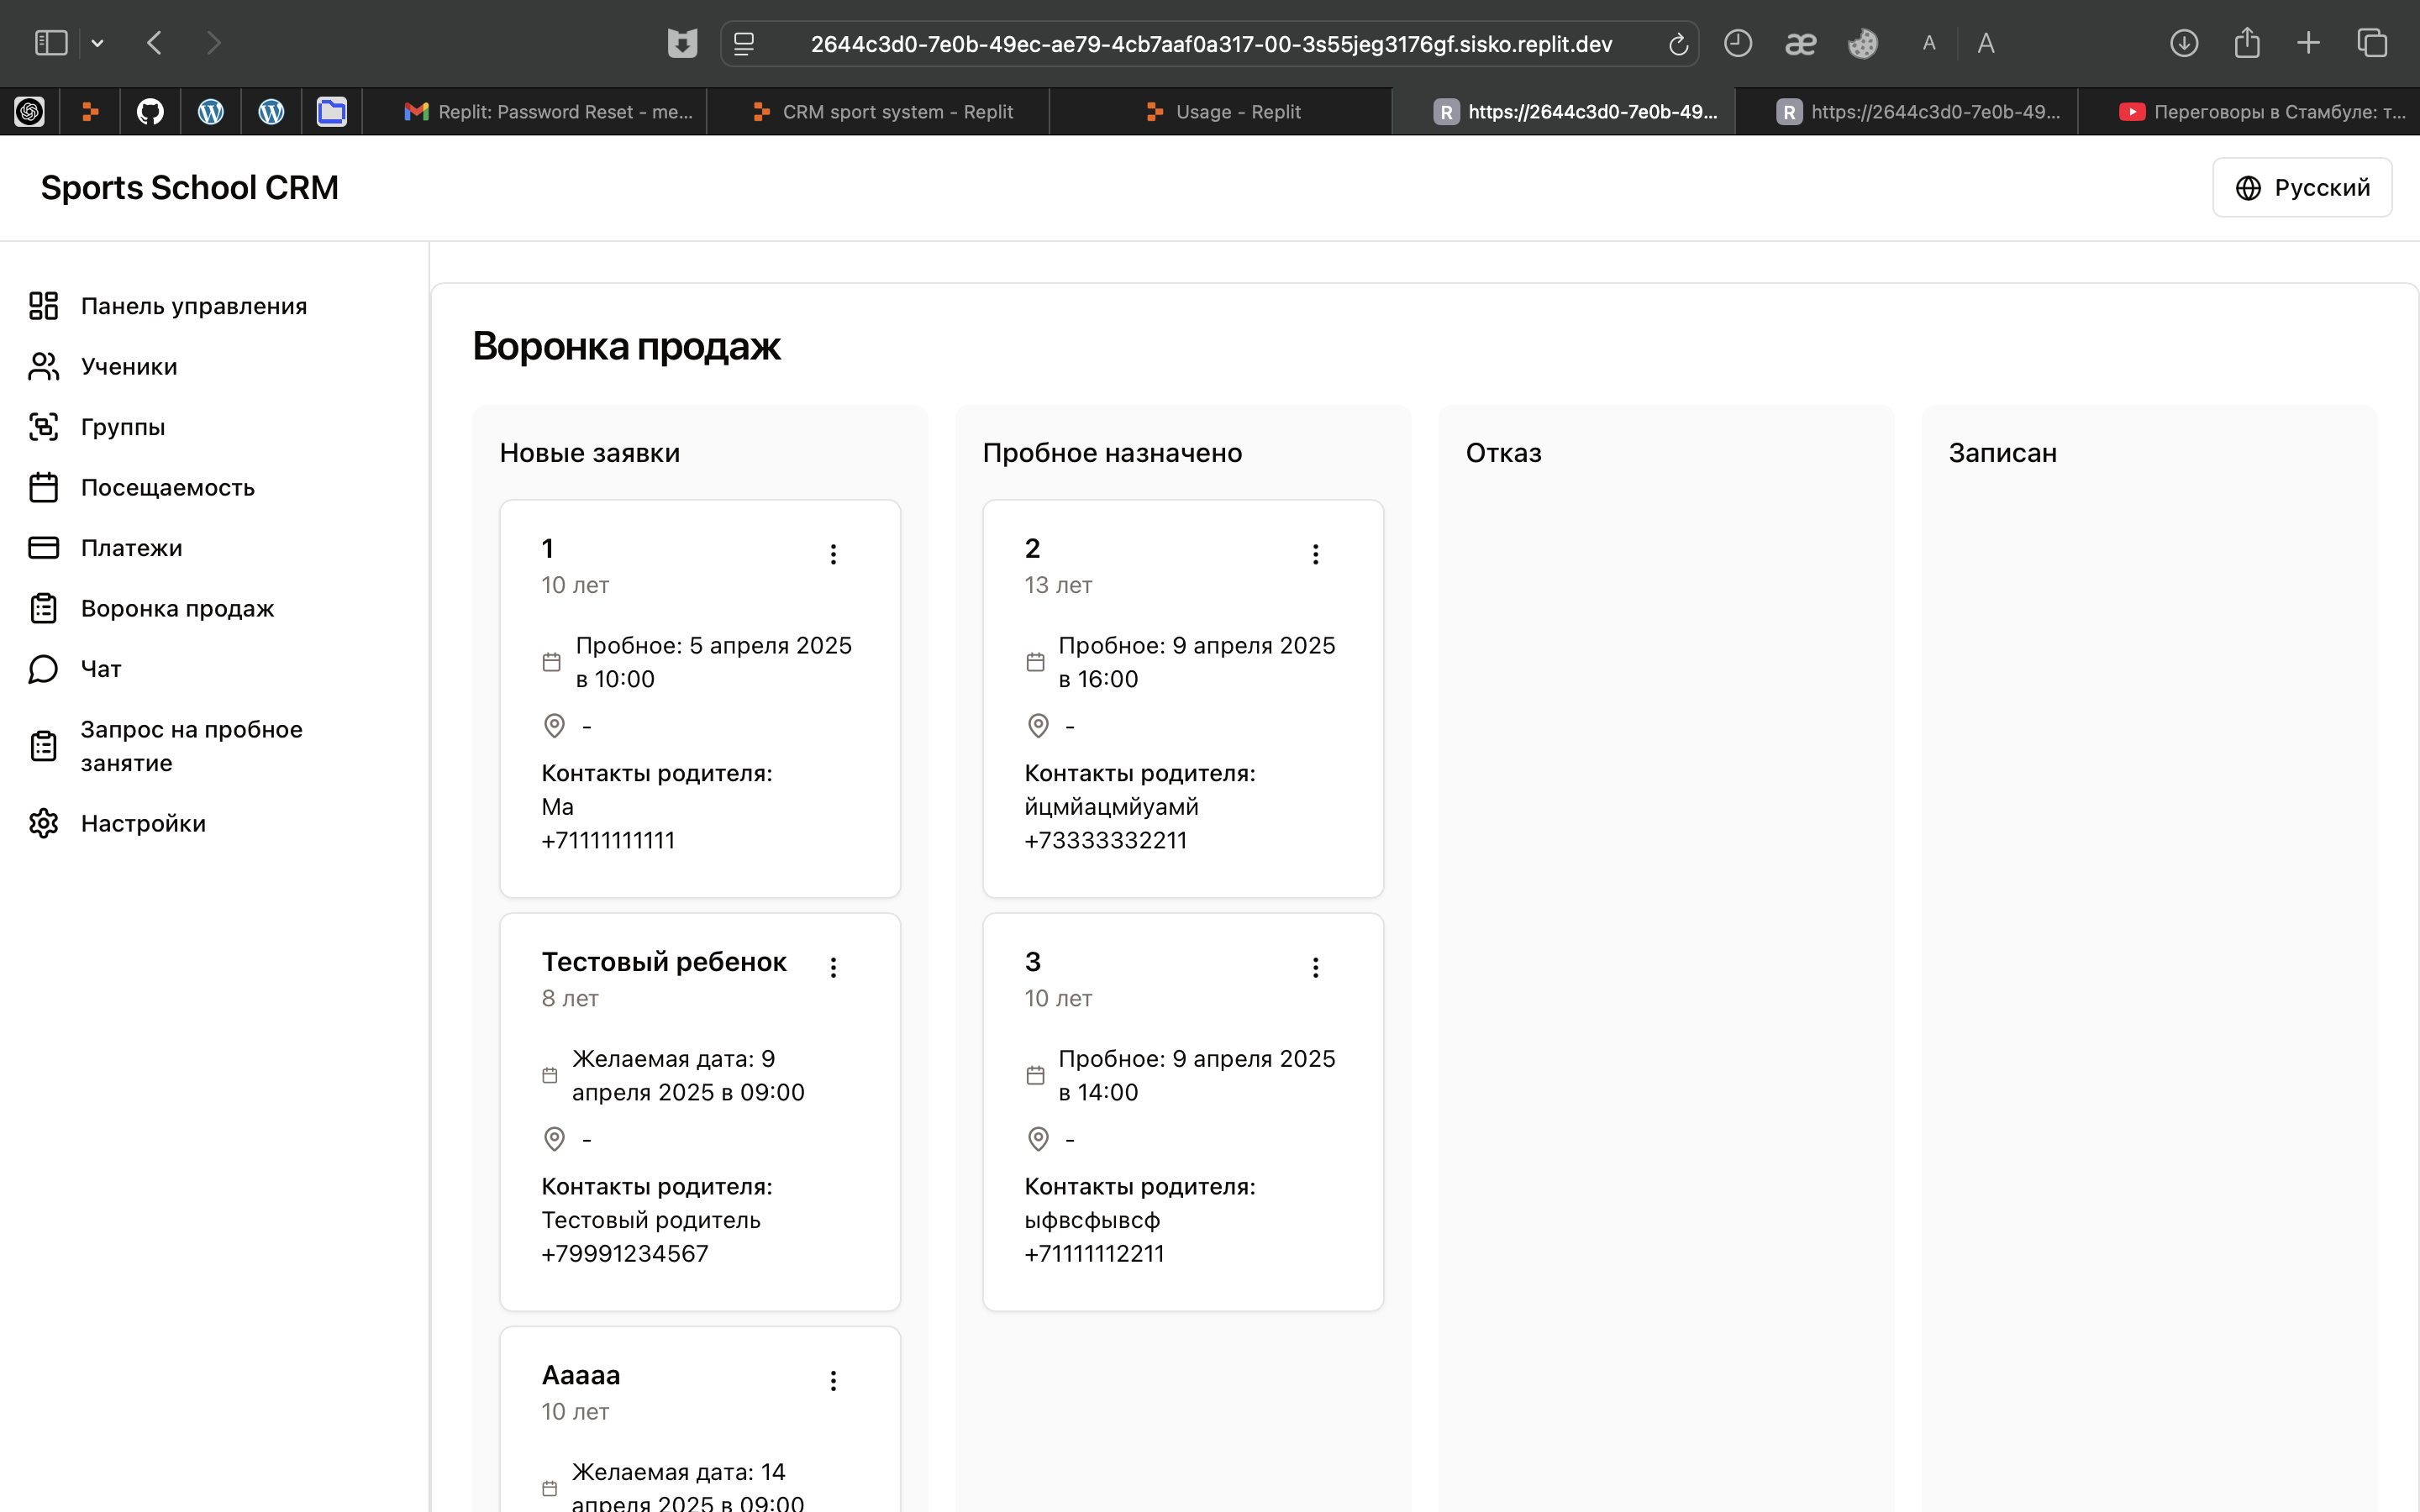 2644c3d0-7e0b-49ec-ae79-4cb7aaf0a317-00-3s55jeg3176gf.sisko.replit.dev
A
A
Replit: Password Reset - me...
CRM sport system - Replit
Usage - Replit
R
https://2644c3d0-7e0b-49...
R
https://2644c3d0-7e0b-49...
Переговоры в Стамбуле: т...
Sports School CRM
Русский
Панель управления
Ученики
Группы
Посещаемость
Платежи
Воронка продаж
Чат
Запрос на пробное
занятие
Настройки
Воронка продаж
Новые заявки
1
10 лет
Пробное: 5 апреля 2025
в 10:00
-
Контакты родителя:
Ма
+71111111111
Тестовый ребенок
8 лет
Желаемая дата: 9
апреля 2025 в 09:00
-
Контакты родителя:
Тестовый родитель
+79991234567
Ааааа
10 лет
Желаемая дата: 14
апреля 2025 в 09:00
Пробное назначено
2
13 лет
Пробное: 9 апреля 2025
в 16:00
-
Контакты родителя:
йцмйацмйуамй
+73333332211
3
10 лет
Пробное: 9 апреля 2025
в 14:00
-
Контакты родителя:
ыфвсфывсф
+71111112211
Отказ
Записан